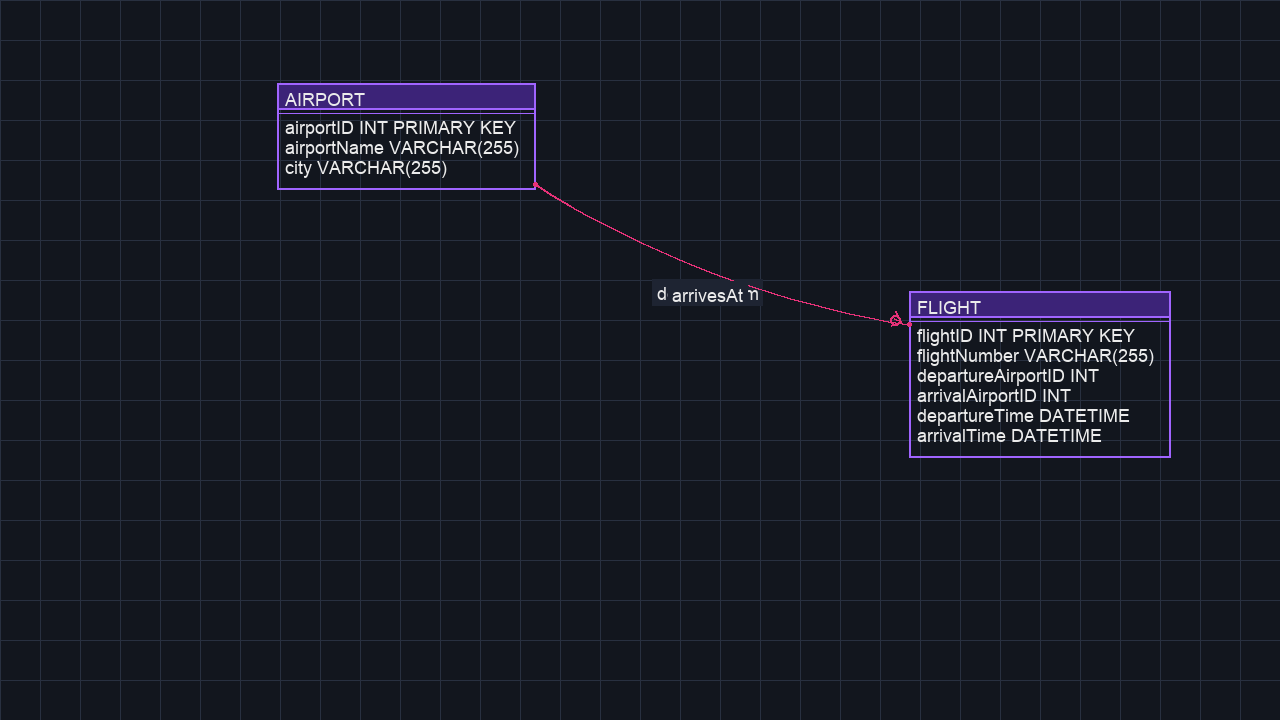 AIRPORT
airportID INT PRIMARY KEY
airportName VARCHAR(255)
city VARCHAR(255)
arrivesAt
FLIGHT
flightID INT PRIMARY KEY
flightNumber VARCHAR(255)
departureAirportID INT
arrivalAirportID INT
departureTime DATETIME
arrivalTime DATETIME